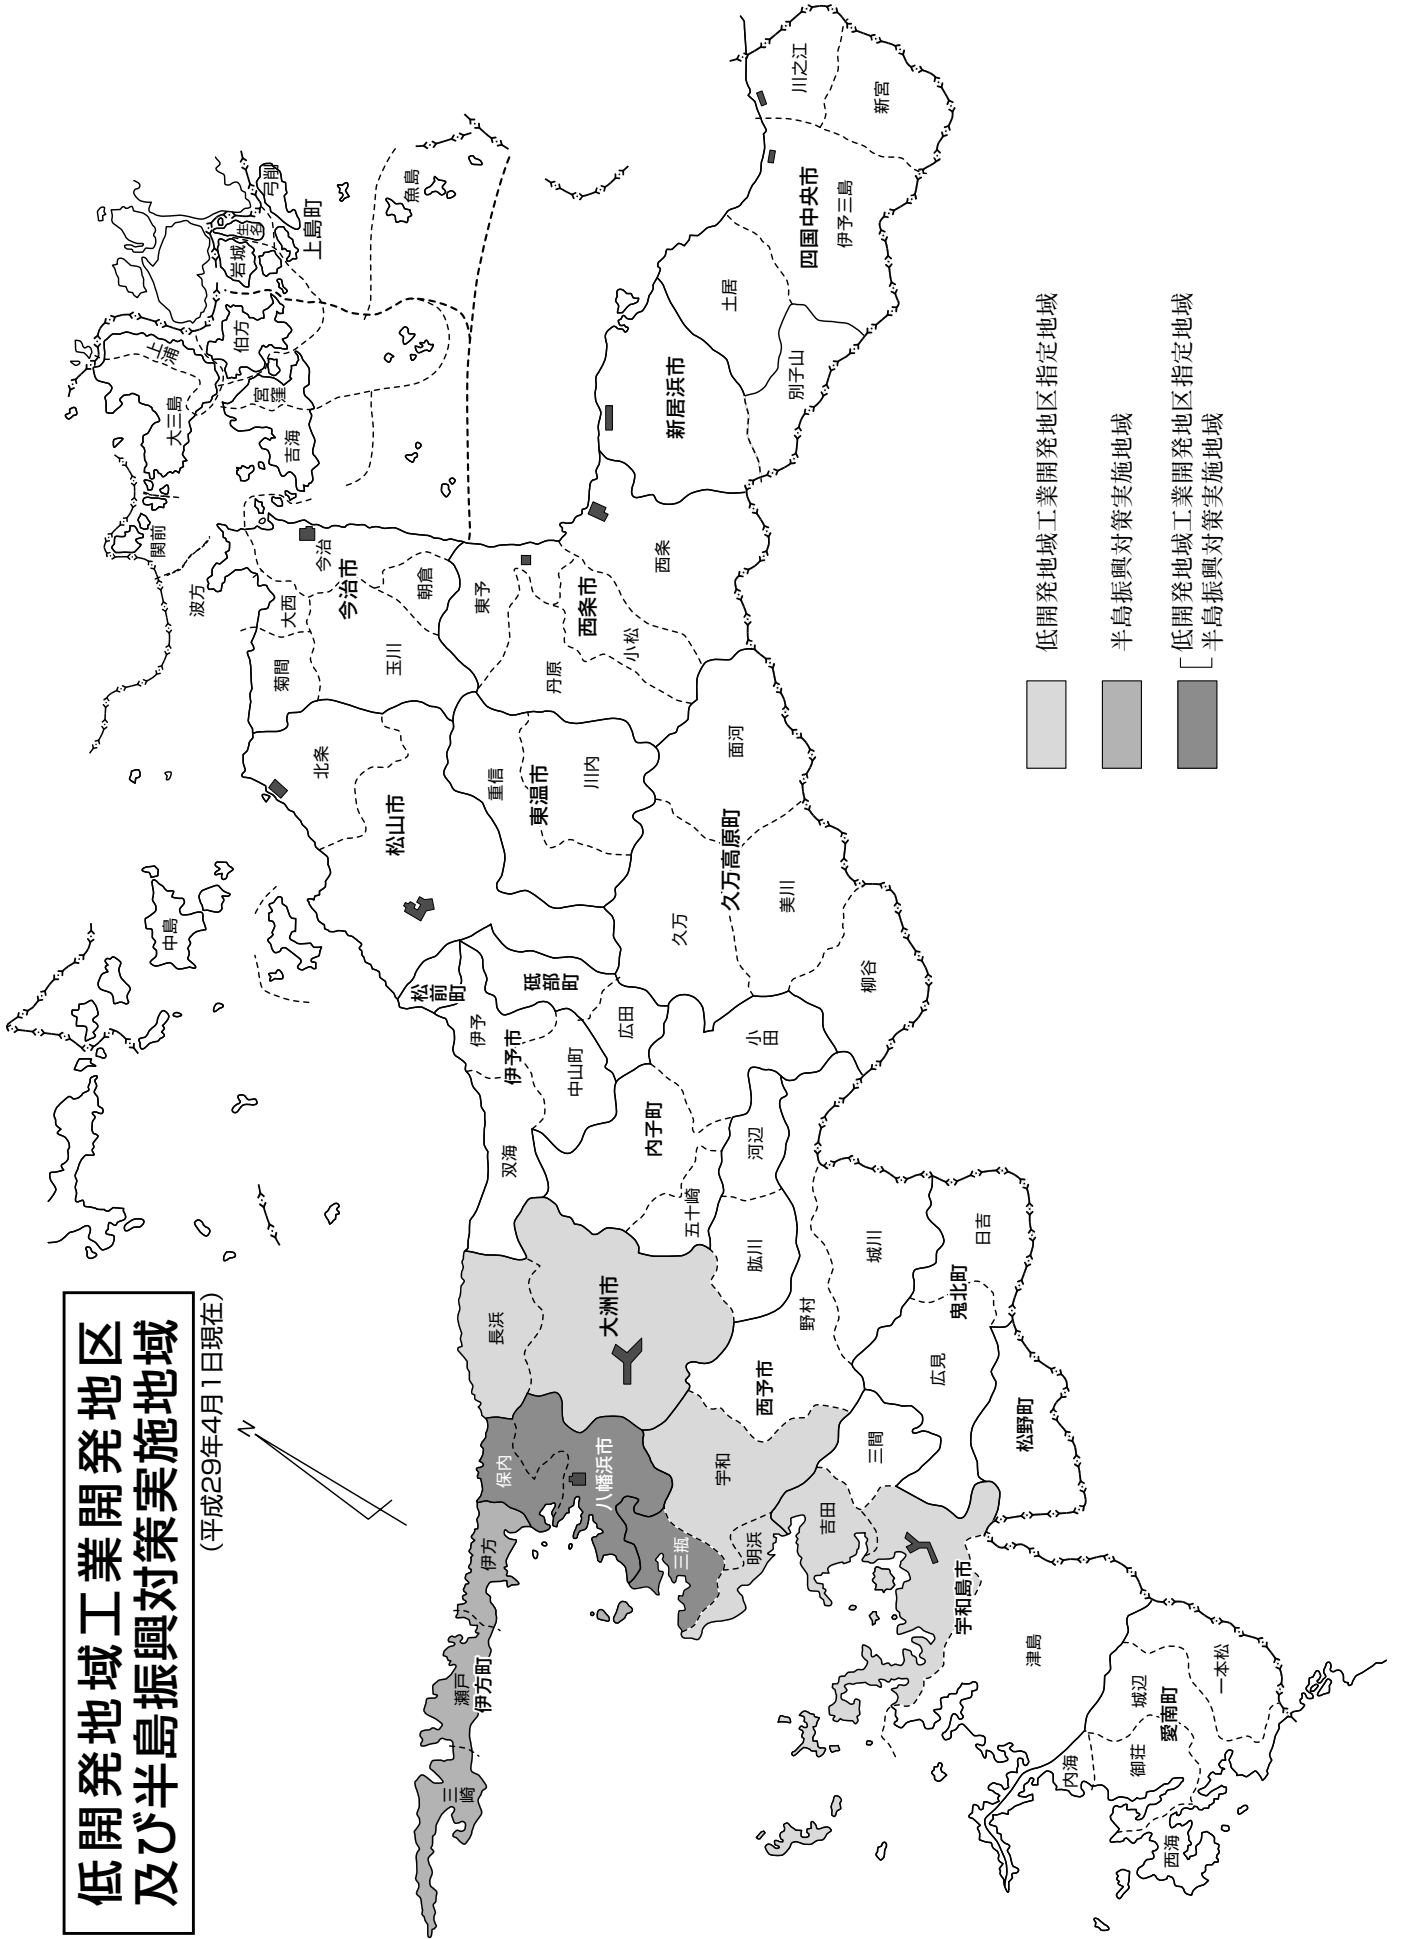 低開発地域工業開発地区
及び半島振興対策実施地域
(平成29年4月1日現在)
N
低開発地域工業開発地区指定地域
半島振興対策実施地域
低開発地域工業開発地区指定地域
半島振興対策実施地域
川之江
新宮
四国中央市
伊予三島
土居
別子山
新居浜市
西条
西条市
小松
丹原
東予
弓削
生名
岩城
上島町
魚島
伯方
上浦
大三島
宮窪
吉海
関前
波方
今治
今治市
大西
菊間
朝倉
玉川
北条
松山市
中島
重信
東温市
川内
面河
久万高原町
久万
美川
柳谷
松前町
砥部町
広田
伊予
伊予市
中山町
双海
小田
内子町
五十崎
河辺
肱川
大洲市
長浜
保内
八幡浜市
三瓶
伊方
瀬戸
伊方町
三崎
野村
城川
西予市
宇和
明浜
日吉
鬼北町
広見
松野町
三間
吉田
宇和島市
津島
内海
御荘
城辺
愛南町
一本松
西海